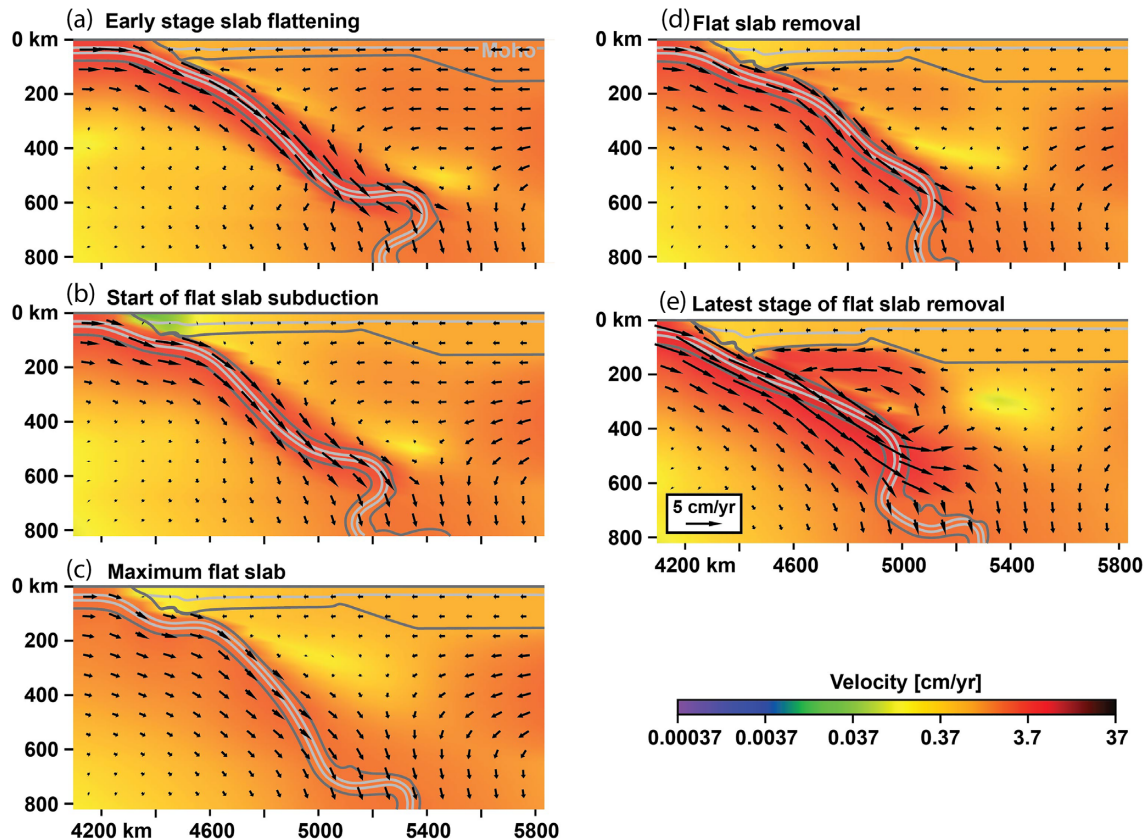 (a) Early stage slab flattening
0 km
Moho
200
400
600
800
(b) Start of flat slab subduction
0 km
200
400
600
800
(c) Maximum flat slab
0 km
200
400
600
800
4200 km 4600 5000 5400 5800
(d) Flat slab removal
0 km
200
400
600
800
(e) Latest stage of flat slab removal
0 km
200
400
600
800
5 cm/yr
4200 km 4600 5000 5400 5800
Velocity [cm/yr]
0.00037 0.0037 0.037 0.37 3.7 37